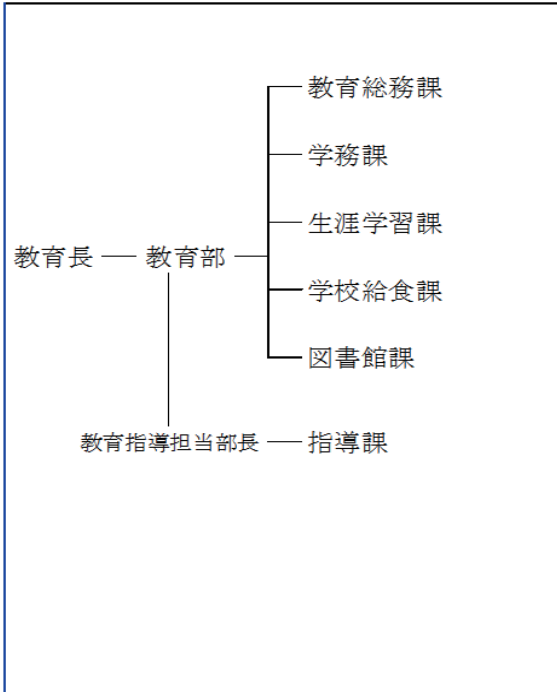 教育総務課
学務課
生涯学習課
教育長 教育部
学校給食課
図書館課
教育指導担当部長 指導課